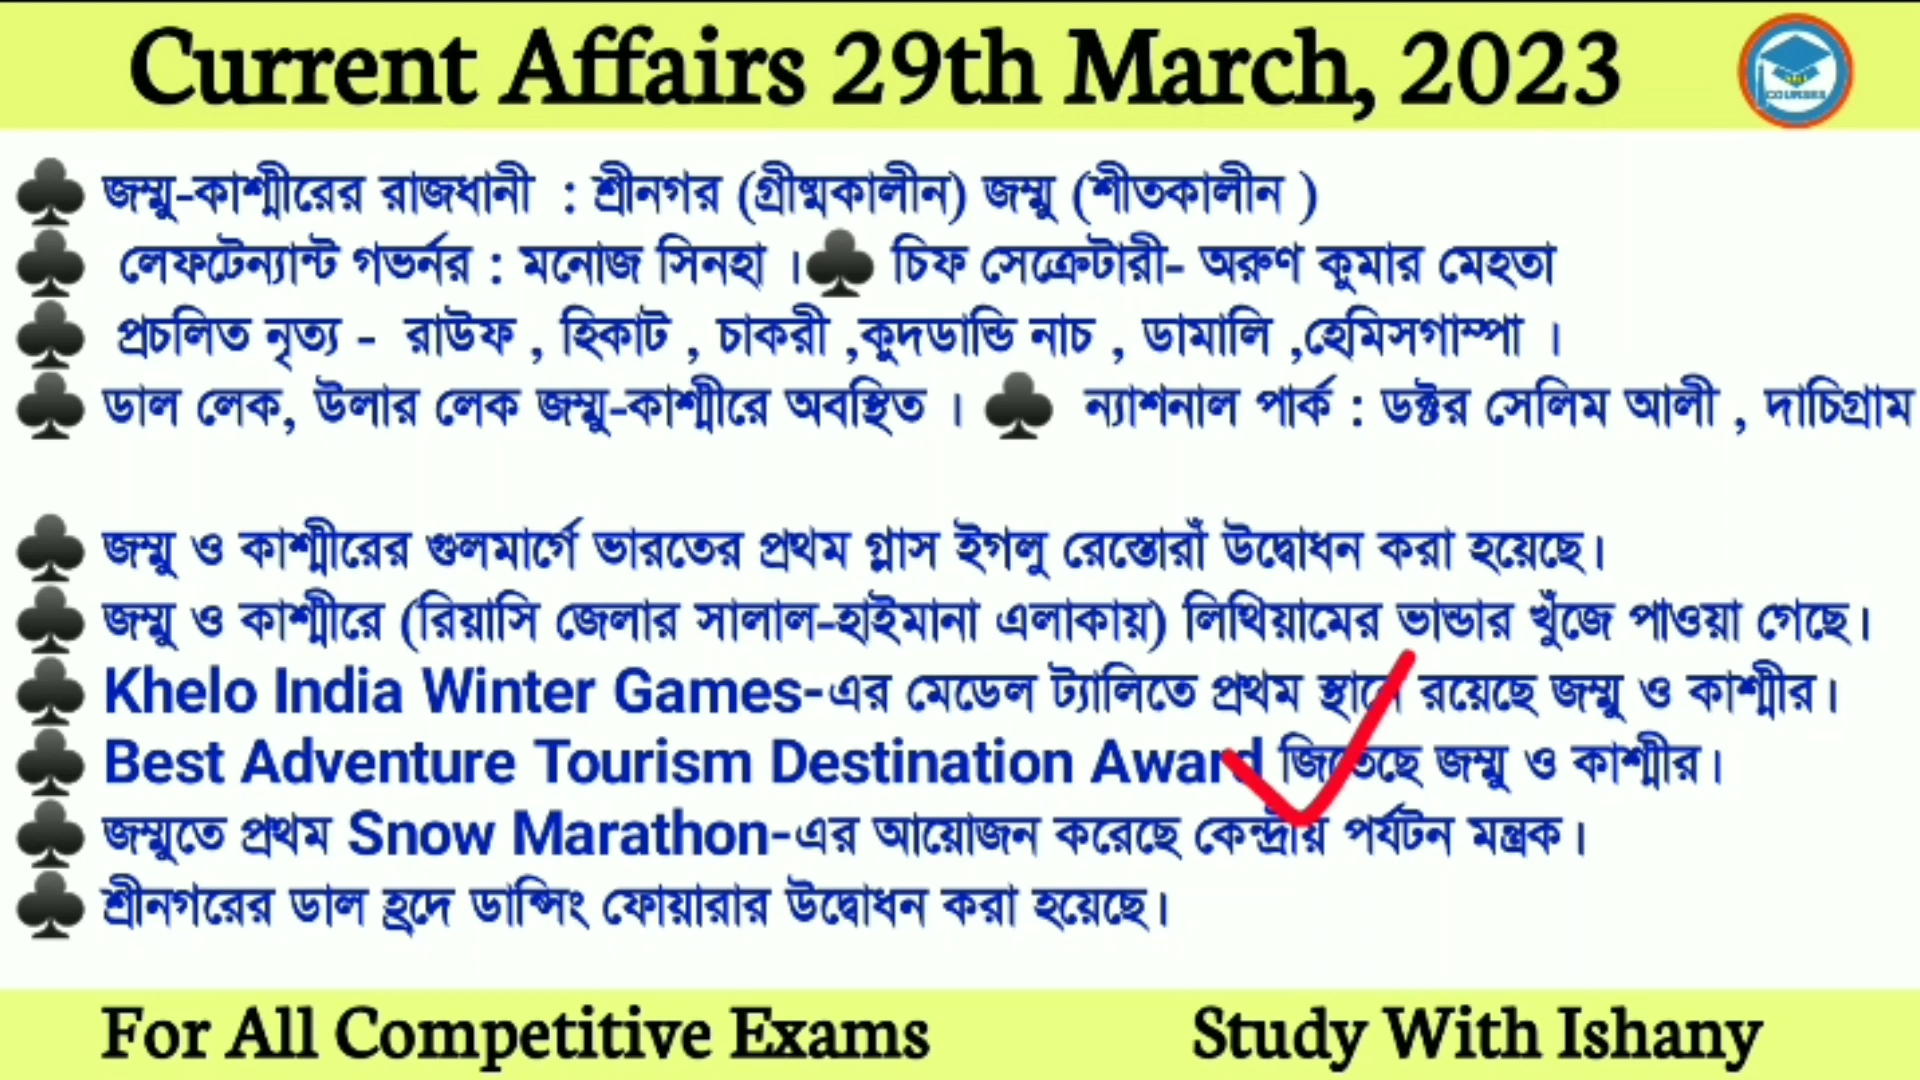 Current Affairs 29th March, 2023
COURSES
♣ জম্মু-কাশ্মীরের রাজধানী : শ্রীনগর (গ্রীষ্মকালীন) জম্মু (শীতকালীন )
♣ লেফটেন্যান্ট গভর্নর : মনোজ সিনহা । ♣ চিফ সেক্রেটারী- অরুণ কুমার মেহতা
♣ প্রচলিত নৃত্য - রাউফ , হিকাট , চাকরী ,কুদডান্ডি নাচ , ডামালি ,হেমিসগাম্পা ।
♣ ডাল লেক, উলার লেক জম্মু-কাশ্মীরে অবস্থিত । ♣ ন্যাশনাল পার্ক : ডক্টর সেলিম আলী , দাচিগ্রাম
♣ জম্মু ও কাশ্মীরের গুলমার্গে ভারতের প্রথম গ্লাস ইগলু রেস্তোরাঁ উদ্বোধন করা হয়েছে।
♣ জম্মু ও কাশ্মীরে (রিয়াসি জেলার সালাল-হাইমানা এলাকায়) লিথিয়ামের ভান্ডার খুঁজে পাওয়া গেছে।
♣ Khelo India Winter Games-এর মেডেল ট্যালিতে প্রথম স্থানে রয়েছে জম্মু ও কাশ্মীর।
♣ Best Adventure Tourism Destination Award জিতেছে জম্মু ও কাশ্মীর।
♣ জম্মুতে প্রথম Snow Marathon-এর আয়োজন করেছে কেন্দ্রীয় পর্যটন মন্ত্রক।
♣ শ্রীনগরের ডাল হ্রদে ডান্সিং ফোয়ারার উদ্বোধন করা হয়েছে।
For All Competitive Exams
Study With Ishany